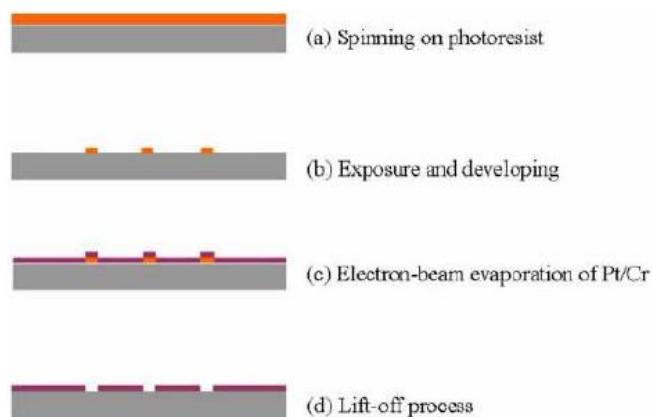 (a) Spinning on photoresist
(b) Exposure and developing
(c) Electron-beam evaporation of Pt/Cr
(d) Lift-off process